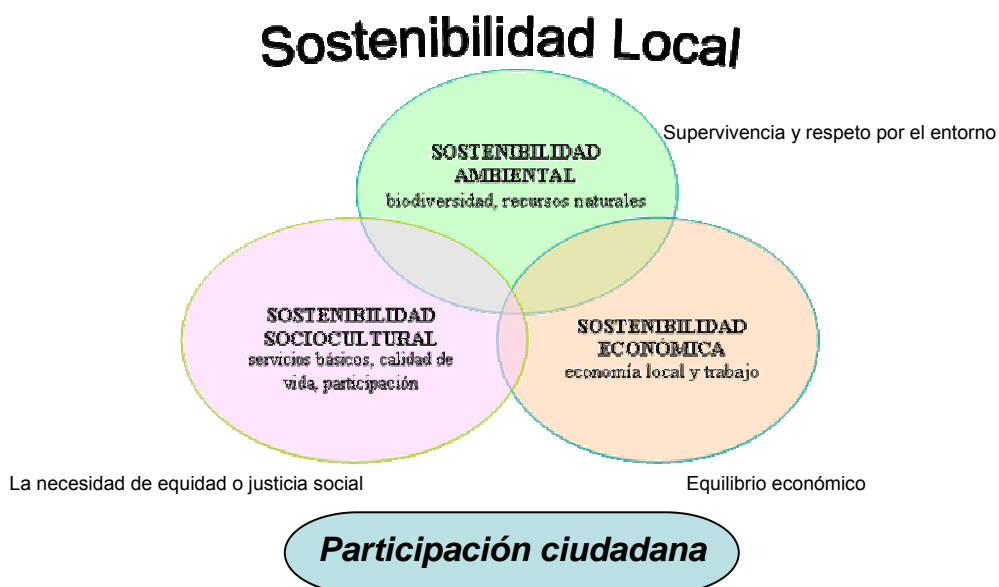 Sostenibilidad Local
Supervivencia y respeto por el entorno
SOSTENIBILIDAD
AMBIENTAL
biodiversidad, recursos naturales
SOSTENIBILIDAD
SOCIOCULTURAL
servicios básicos, calidad de
vida, participación
SOSTENIBILIDAD
ECONÓMICA
economía local y trabajo
La necesidad de equidad o justicia social
Equilibrio económico
Participación ciudadana